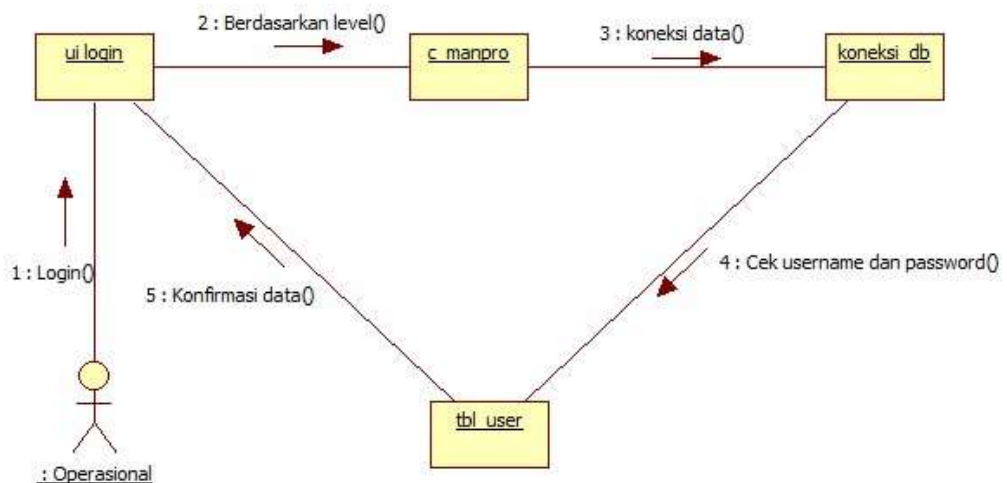 2 : Berdasarkan level()
3 : koneksi data()
ui login
c_manpro
koneksi_db
1 : Login()
5 : Konfirmasi data()
4 : Cek username dan password()
tbl_user
: Operasional